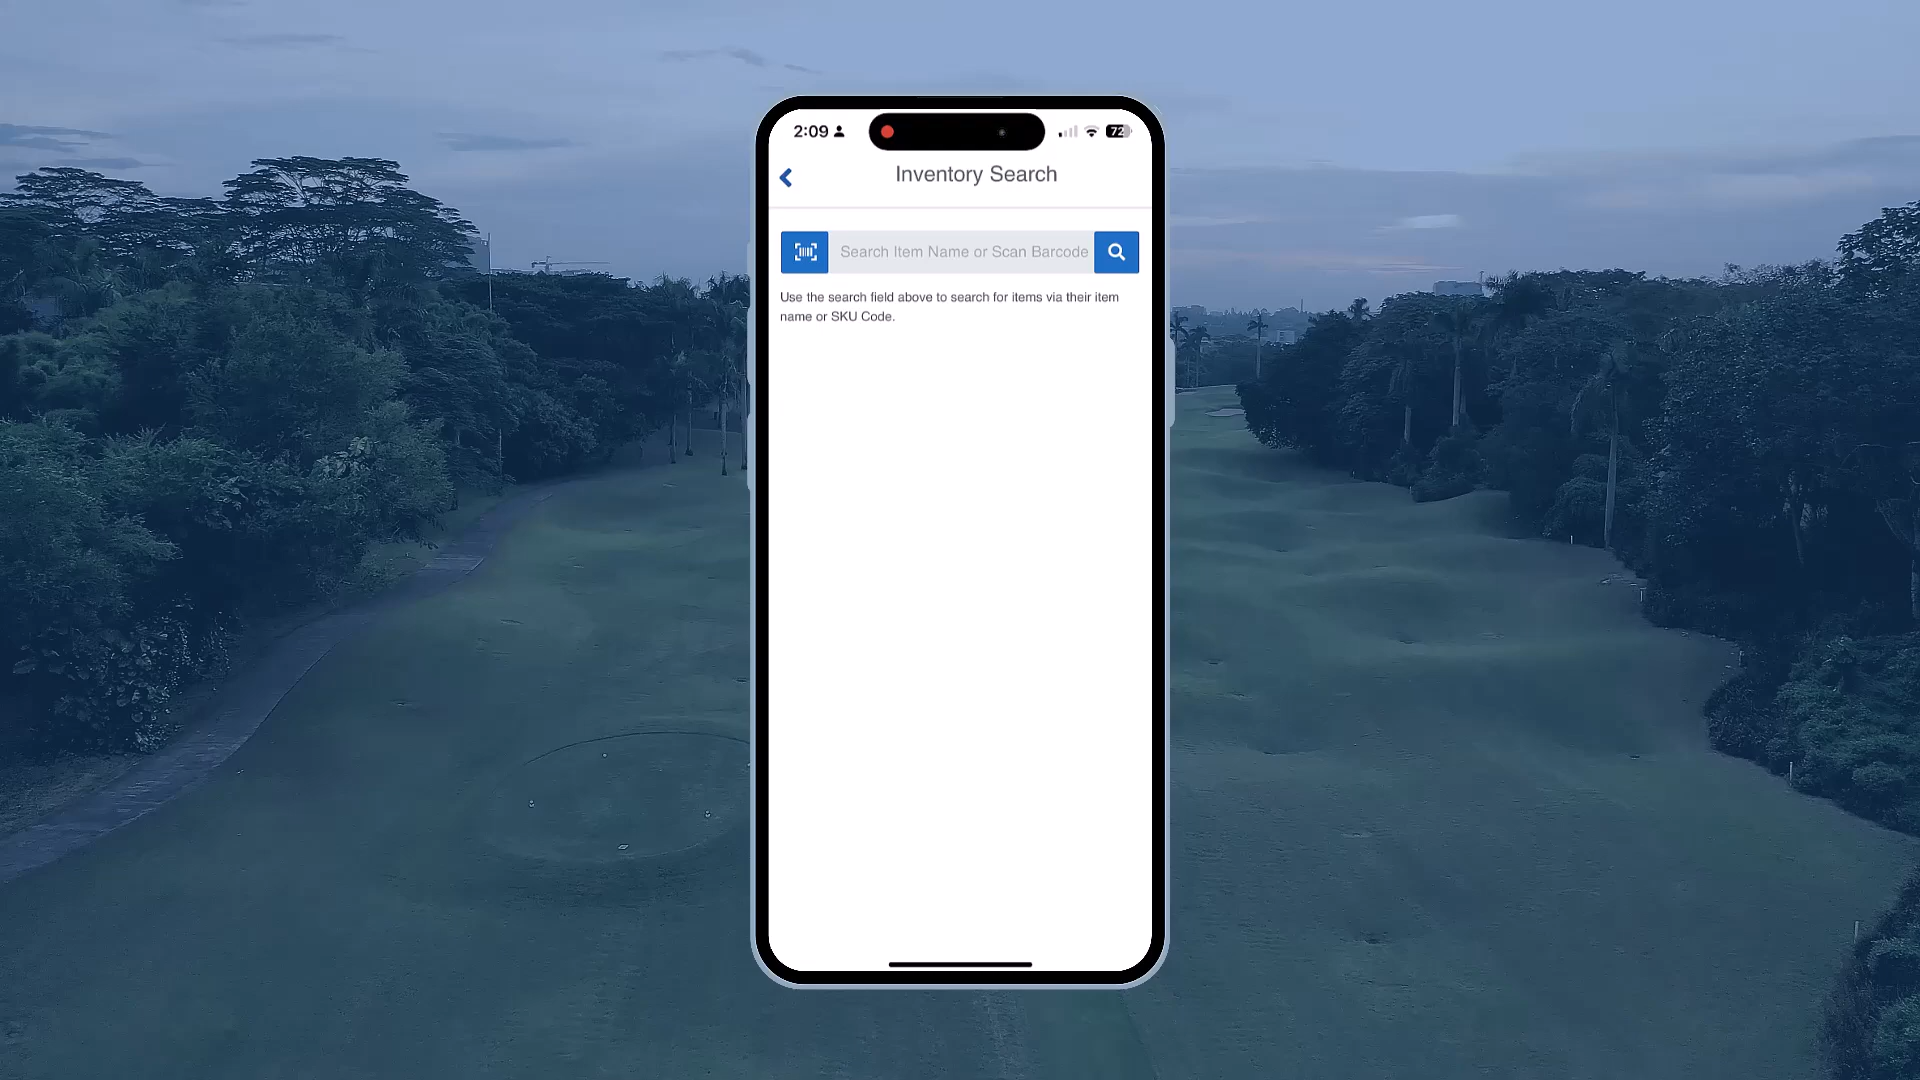 2:09
72
Inventory Search
Search Item Name or Scan Barcode
Use the search field above to search for items via their item
name or SKU Code.